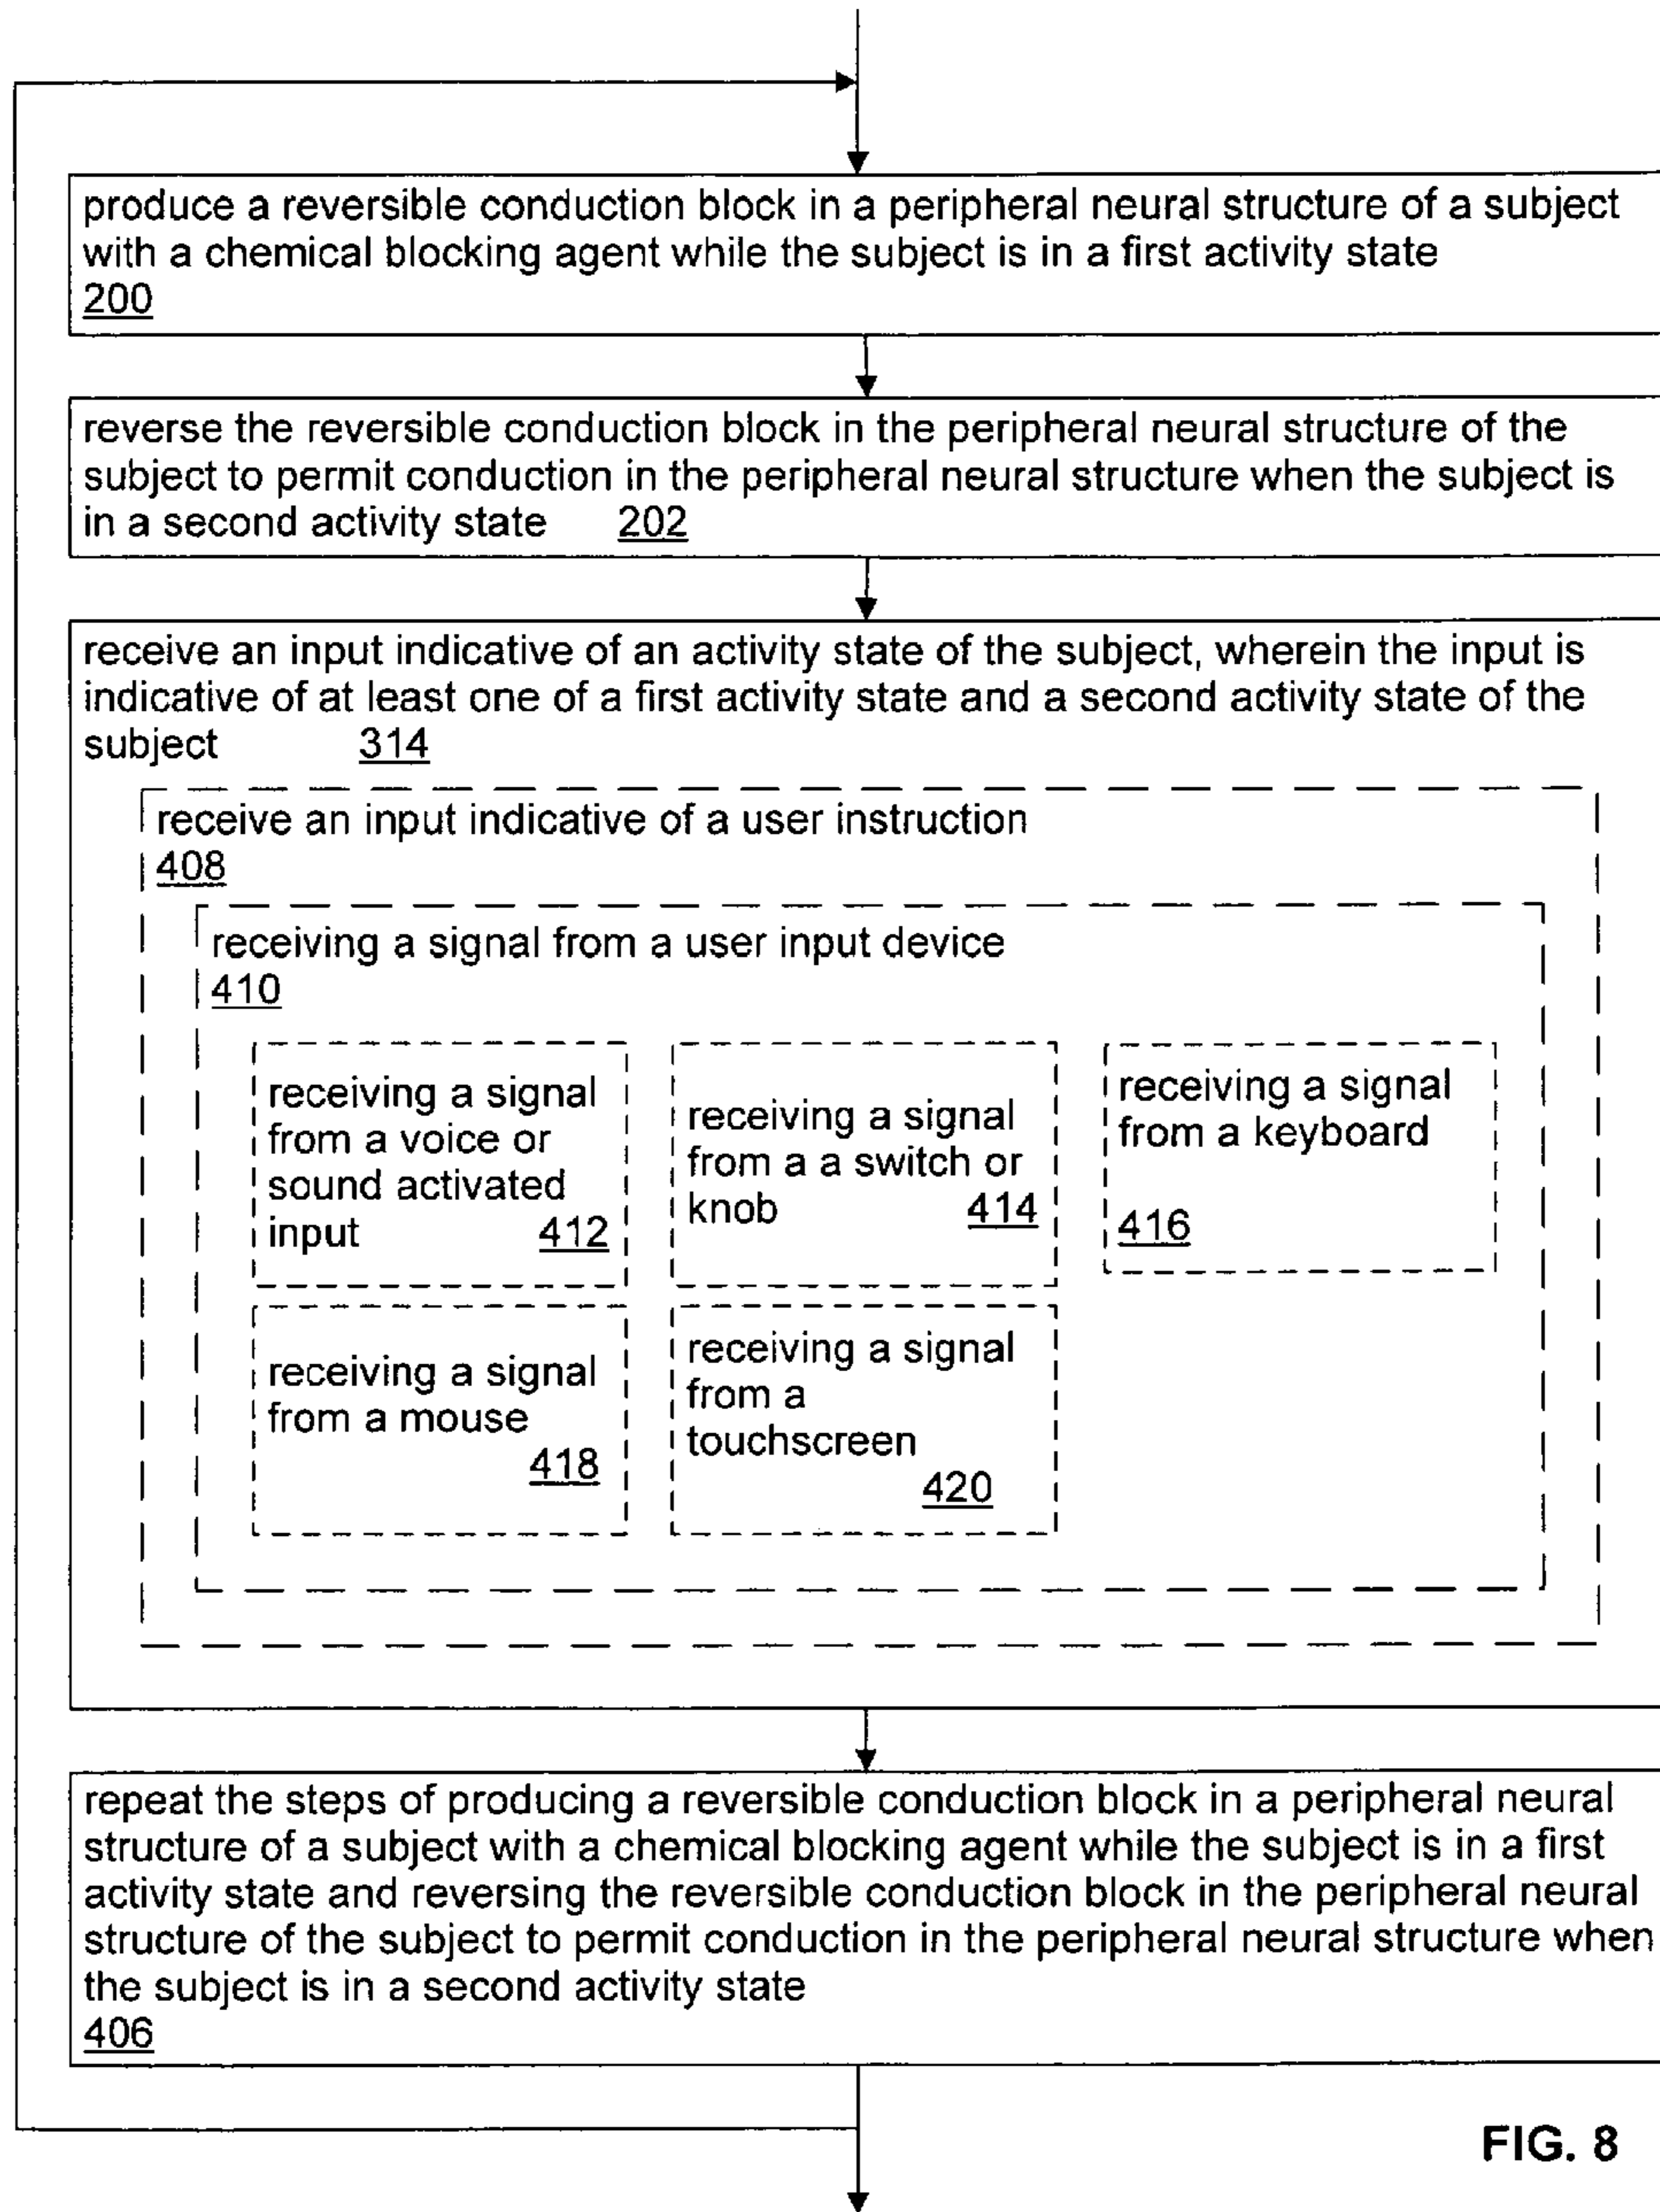 produce a reversible conduction block in a peripheral neural structure of a subject
with a chemical blocking agent while the subject is in a first activity state
200
reverse the reversible conduction block in the peripheral neural structure of the
subject to permit conduction in the peripheral neural structure when the subject is
in a second activity state 202
receive an input indicative of an activity state of the subject, wherein the input is
indicative of at least one of a first activity state and a second activity state of the
subject 314
receive an input indicative of a user instruction
408
receiving a signal from a user input device
410
receiving a signal
from a voice or
sound activated
input 412
receiving a signal
from a a switch or
knob 414
receiving a signal
from a keyboard
416
receiving a signal
from a mouse
418
receiving a signal
from a
touchscreen
420
repeat the steps of producing a reversible conduction block in a peripheral neural
structure of a subject with a chemical blocking agent while the subject is in a first
activity state and reversing the reversible conduction block in the peripheral neural
structure of the subject to permit conduction in the peripheral neural structure when
the subject is in a second activity state
406
FIG. 8